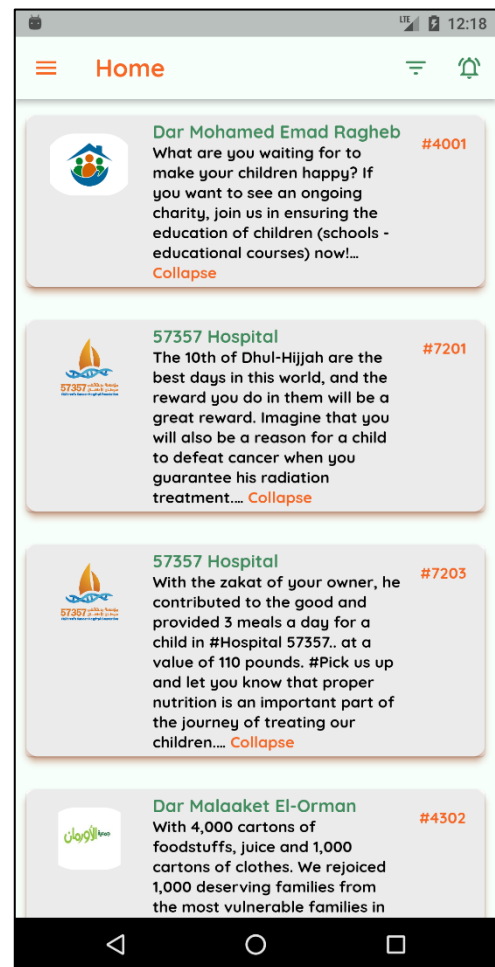 LTE 12:18
Home
Dar Mohamed Emad Ragheb
#4001
What are you waiting for to
make your children happy? If
you want to see an ongoing
charity, join us in ensuring the
education of children (schools -
educational courses) now!...
Collapse
57357 Hospital
#7201
The 10th of Dhul-Hijjah are the
best days in this world, and the
reward you do in them will be a
great reward. Imagine that you
will also be a reason for a child
to defeat cancer when you
guarantee his radiation
treatment.... Collapse
57357
57357 Hospital
#7203
With the zakat of your owner, he
contributed to the good and
provided 3 meals a day for a
child in #Hospital 57357.. at a
value of 110 pounds. #Pick us up
and let you know that proper
nutrition is an important part of
the journey of treating our
children.... Collapse
57357
Dar Malaaket El-Orman
#4302
With 4,000 cartons of
foodstuffs, juice and 1,000
cartons of clothes. We rejoiced
1,000 deserving families from
the most vulnerable families in
الأورمان